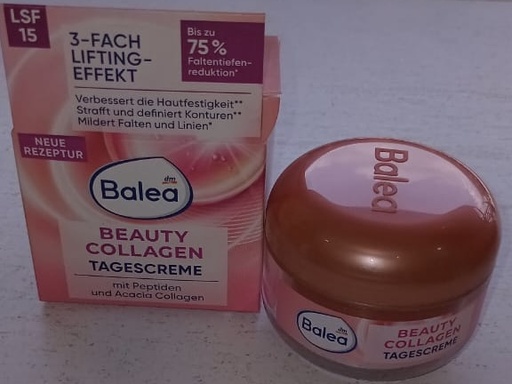 LSF
15
3-FACH
LIFTING-
EFFEKT
Bis zu
75 %
Faltentiefen-
reduktion*
Verbessert die Hautfestigkeit**
Strafft und definiert Konturen**
Mildert Falten und Linien*
NEUE
REZEPTUR
dm
Balea
BEAUTY
COLLAGEN
TAGESCREME
mit Peptiden
und Acacia Collagen
Balea
dm
Balea
BEAUTY
COLLAGEN
TAGESCREME